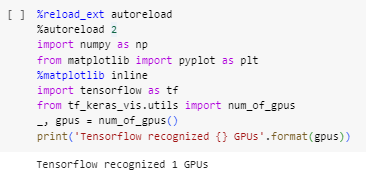 [ ] %reload_ext autoreload
%autoreload 2
import numpy as np
from matplotlib import pyplot as plt
%matplotlib inline
import tensorflow as tf
from tf_keras_vis.utils import num_of_gpus
_, gpus = num_of_gpus()
print('Tensorflow recognized {} GPUs'.format(gpus))
Tensorflow recognized 1 GPUs